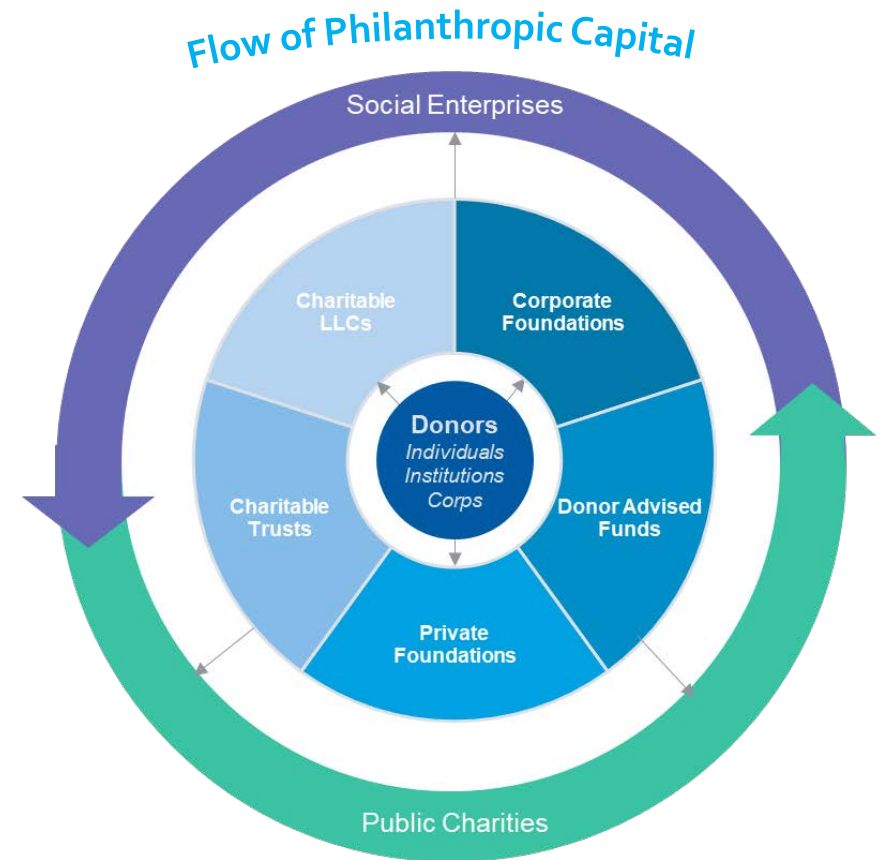 Flow of Philanthropic Capital
Social Enterprises
Charitable
LLCs
Corporate
Foundations
Donors
Individuals
Institutions
Corps
Charitable
Trusts
Donor Advised
Funds
Private
Foundations
Public Charities